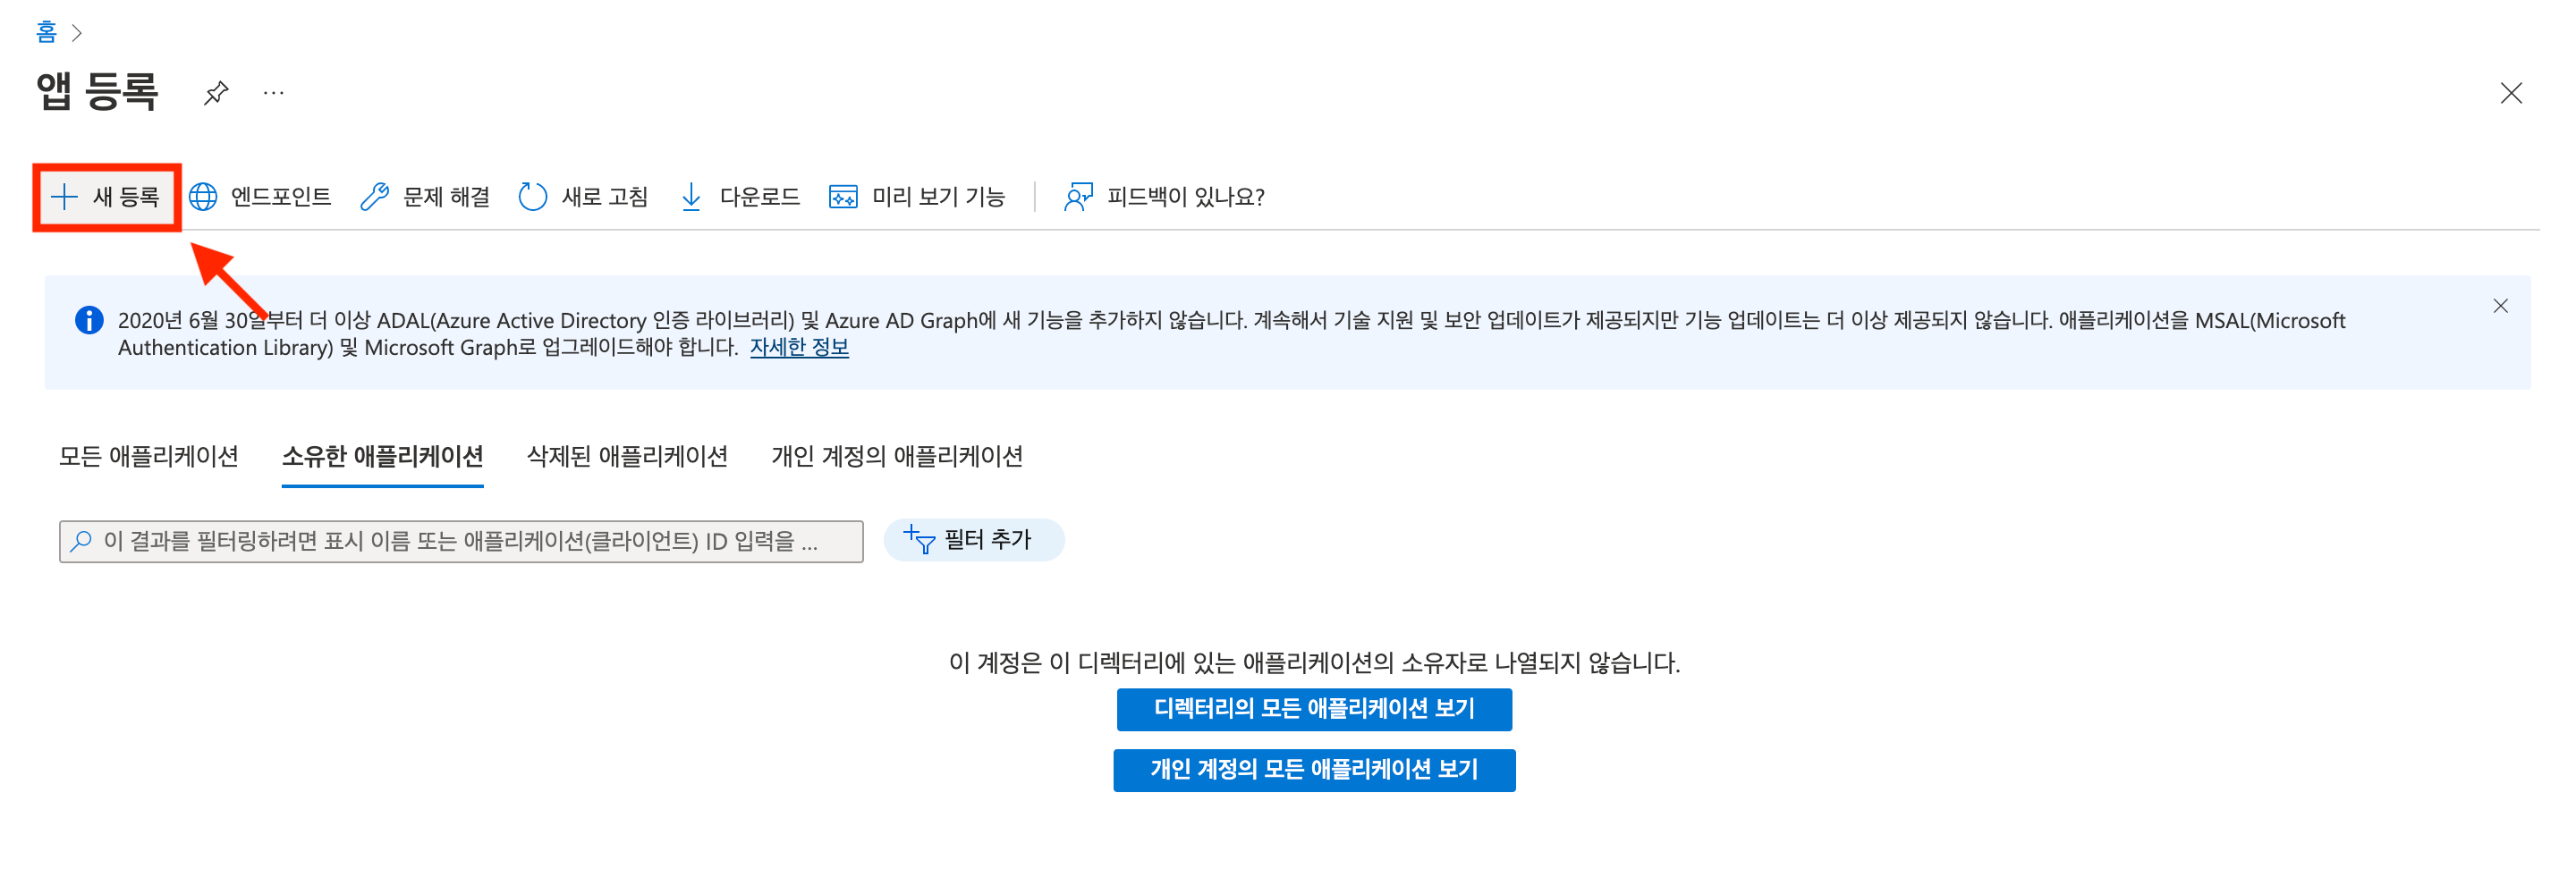 홈
앱 등록
새 등록 엔드포인트 문제 해결 새로 고침 다운로드 미리 보기 기능 피드백이 있나요?
2020년 6월 30일부터 더 이상 ADAL(Azure Active Directory 인증 라이브러리) 및 Azure AD Graph에 새 기능을 추가하지 않습니다. 계속해서 기술 지원 및 보안 업데이트가 제공되지만 기능 업데이트는 더 이상 제공되지 않습니다. 애플리케이션을 MSAL(Microsoft
Authentication Library) 및 Microsoft Graph로 업그레이드해야 합니다. 자세한 정보
모든 애플리케이션 소유한 애플리케이션 삭제된 애플리케이션 개인 계정의 애플리케이션
이 결과를 필터링하려면 표시 이름 또는 애플리케이션(클라이언트) ID 입력을 ... 필터 추가
이 계정은 이 디렉터리에 있는 애플리케이션의 소유자로 나열되지 않습니다.
디렉터리의 모든 애플리케이션 보기
개인 계정의 모든 애플리케이션 보기